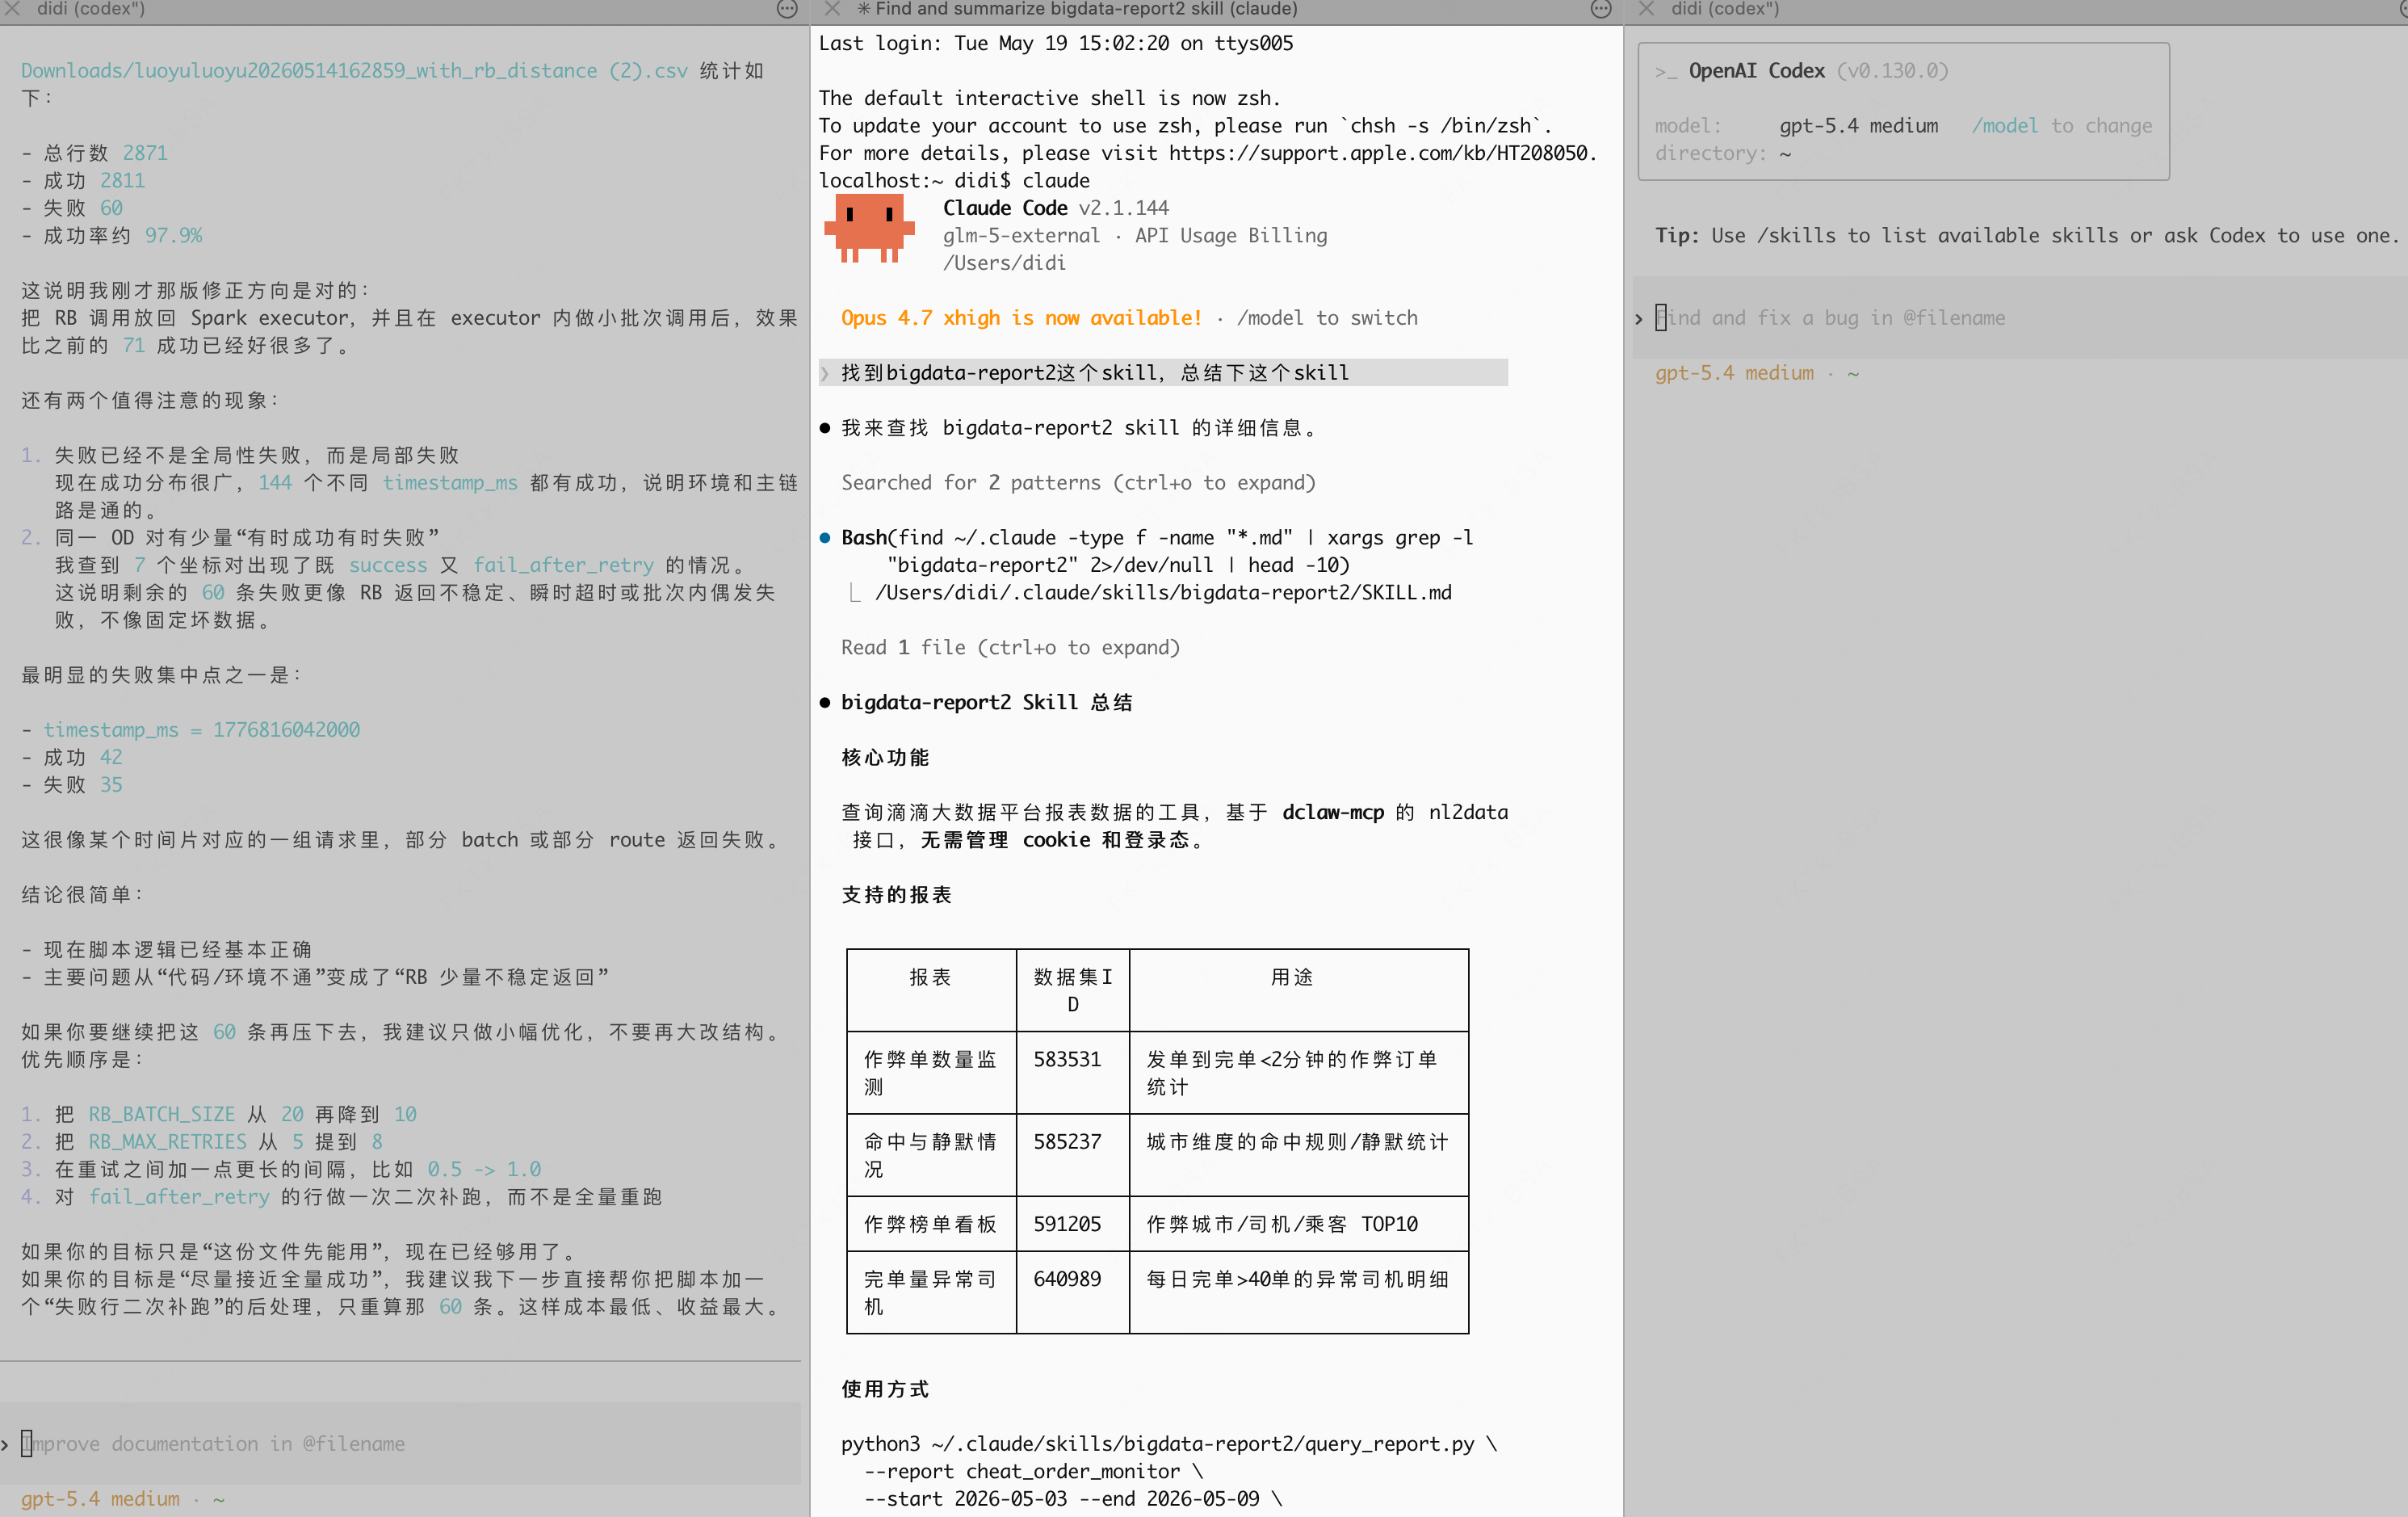 didi (codex")
Downloads/luoyuluoyu20260514162859_with_rb_distance (2).csv 统计如
下：
- 总行数 2871
- 成功 2811
- 失败 60
- 成功率约 97.9%
这说明我刚才那版修正方向是对的：
把 RB 调用放回 Spark executor，并且在 executor 内做小批次调用后，效果
比之前的 71 成功已经好很多了。
还有两个值得注意的现象：
1. 失败已经不是全局性失败，而是局部失败
现在成功分布很广，144 个不同 timestamp_ms 都有成功，说明环境和主链
路是通的。
2. 同一 OD 对有少量“有时成功有时失败”
我查到 7 个坐标对出现了既 success 又 fail_after_retry 的情况。
这说明剩余的 60 条失败更像 RB 返回不稳定、瞬时超时或批次内偶发失
败，不像固定坏数据。
最明显的失败集中点之一是：
- timestamp_ms = 1776816042000
- 成功 42
- 失败 35
这很像某个时间片对应的一组请求里，部分 batch 或部分 route 返回失败。
结论很简单：
- 现在脚本逻辑已经基本正确
- 主要问题从“代码/环境不通”变成了“RB 少量不稳定返回”
如果你要继续把这 60 条再压下去，我建议只做小幅优化，不要再大改结构。
优先顺序是：
1. 把 RB_BATCH_SIZE 从 20 再降到 10
2. 把 RB_MAX_RETRIES 从 5 提到 8
3. 在重试之间加一点更长的间隔，比如 0.5 -> 1.0
4. 对 fail_after_retry 的行做一次二次补跑，而不是全量重跑
如果你的目标只是“这份文件先能用”，现在已经够用了。
如果你的目标是“尽量接近全量成功”，我建议我下一步直接帮你把脚本加一
个“失败行二次补跑”的后处理，只重算那 60 条。这样成本最低、收益最大。
› Improve documentation in @filename
gpt-5.4 medium · ~
✳ Find and summarize bigdata-report2 skill (claude)
Last login: Tue May 19 15:02:20 on ttys005
The default interactive shell is now zsh.
To update your account to use zsh, please run `chsh -s /bin/zsh`.
For more details, please visit https://support.apple.com/kb/HT208050.
localhost:~ didi$ claude
Claude Code v2.1.144
glm-5-external · API Usage Billing
/Users/didi
Opus 4.7 xhigh is now available! · /model to switch
❯ 找到bigdata-report2这个skill，总结下这个skill
● 我来查找 bigdata-report2 skill 的详细信息。
Searched for 2 patterns (ctrl+o to expand)
● Bash(find ~/.claude -type f -name "*.md" | xargs grep -l
"bigdata-report2" 2>/dev/null | head -10)
⎿ /Users/didi/.claude/skills/bigdata-report2/SKILL.md
Read 1 file (ctrl+o to expand)
● bigdata-report2 Skill 总结
核心功能
查询滴滴大数据平台报表数据的工具，基于 dclaw-mcp 的 nl2data
接口，无需管理 cookie 和登录态。
支持的报表
报表 数据集I 用途
D
作弊单数量监 583531 发单到完单<2分钟的作弊订单
测 统计
命中与静默情 585237 城市维度的命中规则/静默统计
况
作弊榜单看板 591205 作弊城市/司机/乘客 TOP10
完单量异常司 640989 每日完单>40单的异常司机明细
机
使用方式
python3 ~/.claude/skills/bigdata-report2/query_report.py \
--report cheat_order_monitor \
--start 2026-05-03 --end 2026-05-09 \
didi (codex")
>_ OpenAI Codex (v0.130.0)
model: gpt-5.4 medium /model to change
directory: ~
Tip: Use /skills to list available skills or ask Codex to use one.
› Find and fix a bug in @filename
gpt-5.4 medium · ~